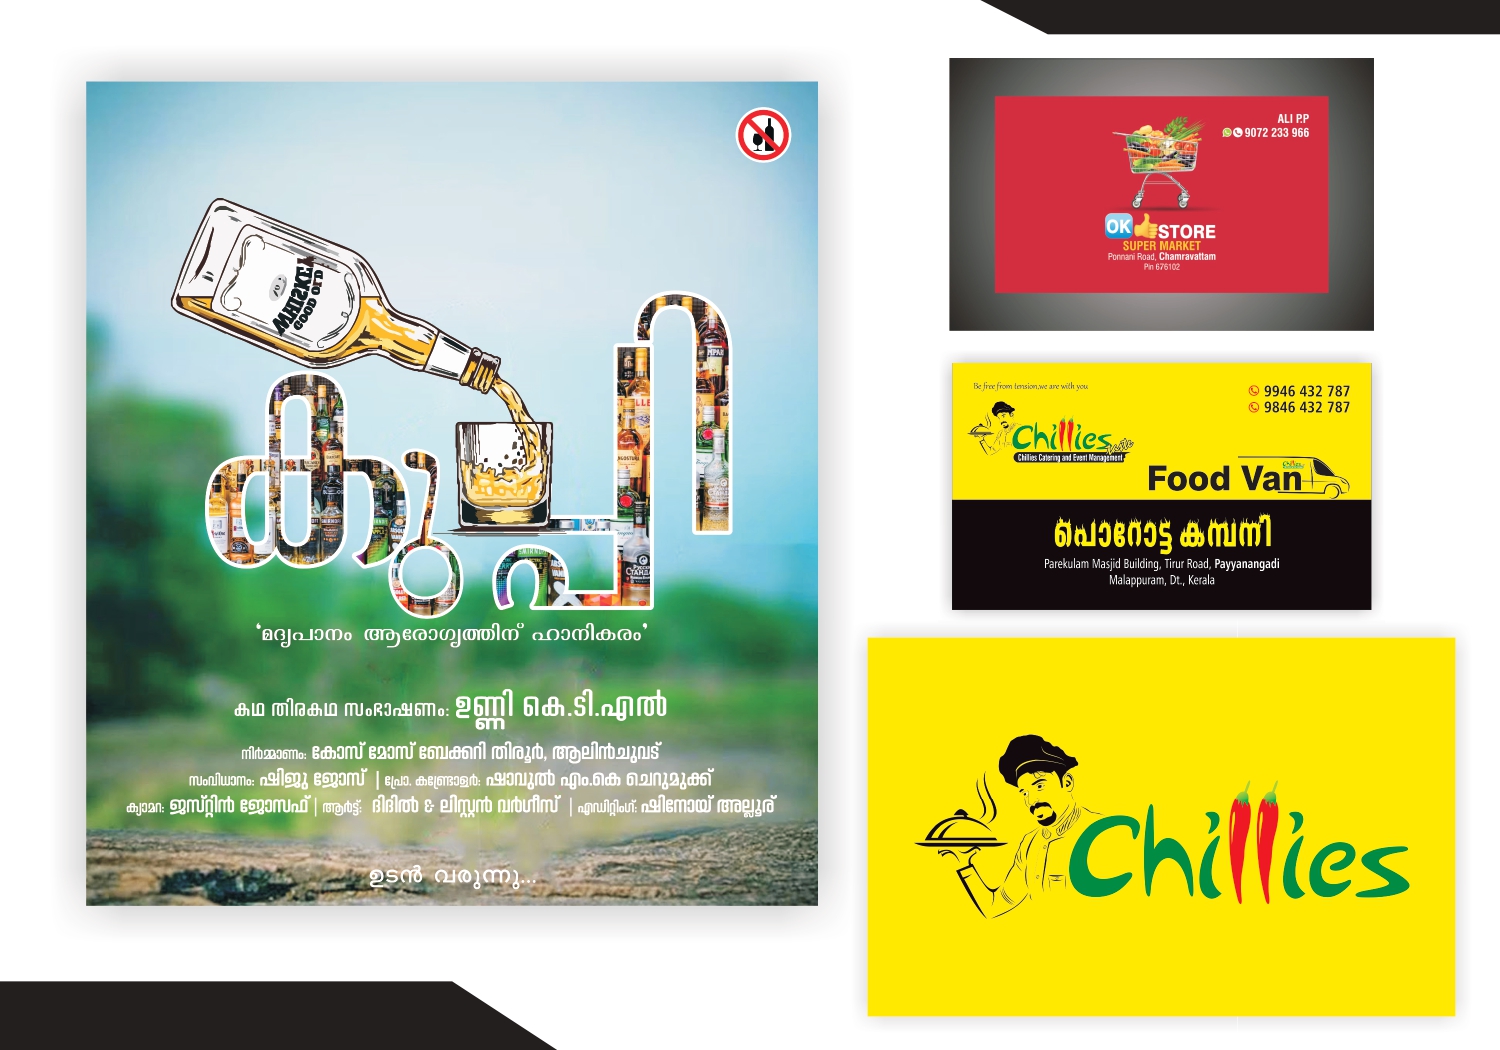 WHISKEY
GOOD OLD
കുപ്പി
‘മദ്യപാനം ആരോഗ്യത്തിന് ഹാനികരം’
കഥ തിരകഥ സംഭാഷണം: ഉണ്ണി കെ.ടി.എൽ
നിർമ്മാണം: കോസ് മോസ് ബേക്കറി തിരൂർ, ആലിൻചുവട്
സംവിധാനം: ഷിജു ജോസ് | പ്രോ. കണ്ട്രോളർ: ഷാവുൽ എം.കെ ചെറുമുക്ക്
ക്യാമറ: ജസ്റ്റിൻ ജോസഫ് | ആർട്ട്: ദിദിൽ & ലിസ്റ്റൻ വർഗീസ് | എഡിറ്റിംഗ്: ഷിനോയ് അല്ലൂര്
ഉടൻ വരുന്നു...
ALI P.P
9072 233 966
OK STORE
SUPER MARKET
Ponnani Road, Chamravattam
Pin 676102
Be free from tension,we are with you
9946 432 787
9846 432 787
Chillies
Chillies Catering and Event Management
Food Van
പൊറോട്ട കമ്പനി
Parekulam Masjid Building, Tirur Road, Payyanangadi
Malappuram, Dt., Kerala
Chillies